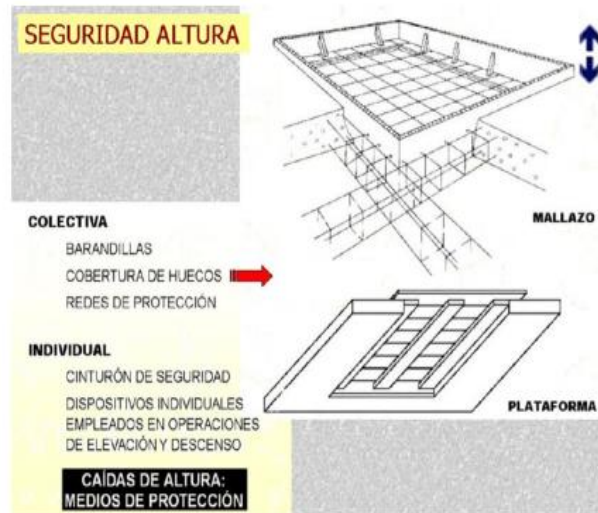 SEGURIDAD ALTURA
COLECTIVA
BARANDILLAS
COBERTURA DE HUECOS
REDES DE PROTECCIÓN
INDIVIDUAL
CINTURÓN DE SEGURIDAD
DISPOSITIVOS INDIVIDUALES
EMPLEADOS EN OPERACIONES
DE ELEVACIÓN Y DESCENSO
CAÍDAS DE ALTURA:
MEDIOS DE PROTECCIÓN
MALLAZO
PLATAFORMA